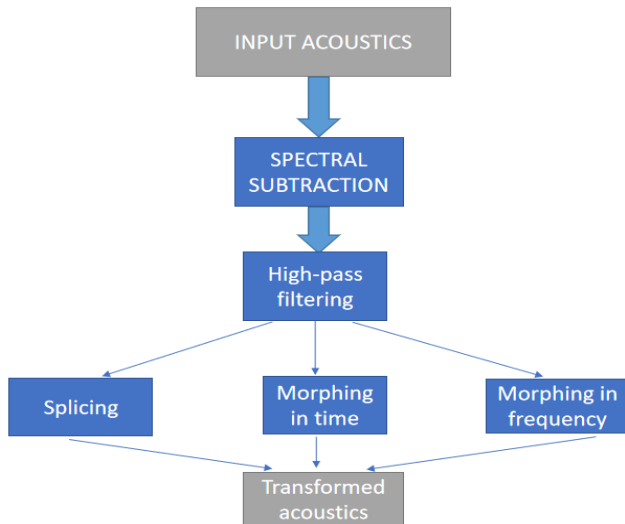 INPUT ACOUSTICS
SPECTRAL
SUBTRACTION
High-pass
filtering
Splicing
Morphing
in time
Morphing in
frequency
Transformed
acoustics